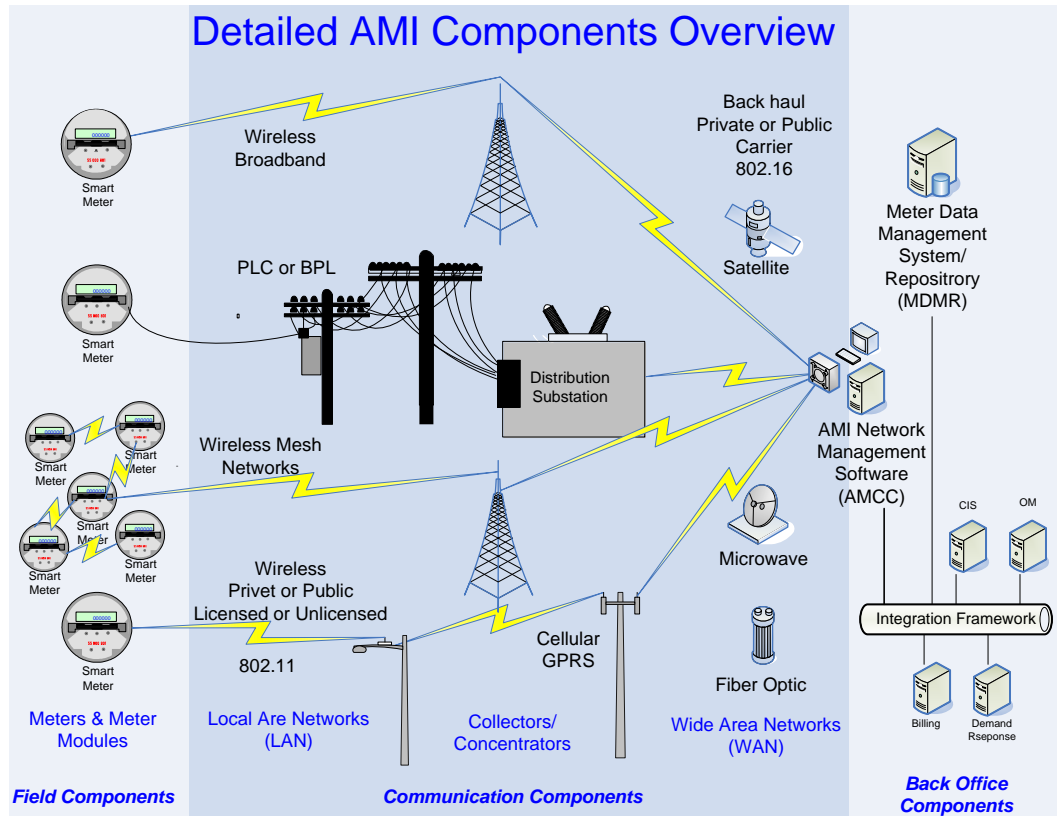 Detailed AMI Components Overview
Wireless
Broadband
Back haul
Private or Public
Carrier
802.16
Smart
Meter
Meter Data
Management
System/
Repositrory
(MDMR)
Satellite
PLC or BPL
Smart
Meter
Distribution
Substation
AMI Network
Management
Software
(AMCC)
Wireless Mesh
Networks
Smart
Meter
Smart
Meter
Smart
Meter
Smart
Meter
Smart
Meter
CIS
OM
Microwave
Wireless
Privet or Public
Licensed or Unlicensed
Integration Framework
Cellular
GPRS
802.11
Smart
Meter
Fiber Optic
Billing
Demand
Rseponse
Meters & Meter
Modules
Local Are Networks
(LAN)
Collectors/
Concentrators
Wide Area Networks
(WAN)
Field Components
Communication Components
Back Office
Components